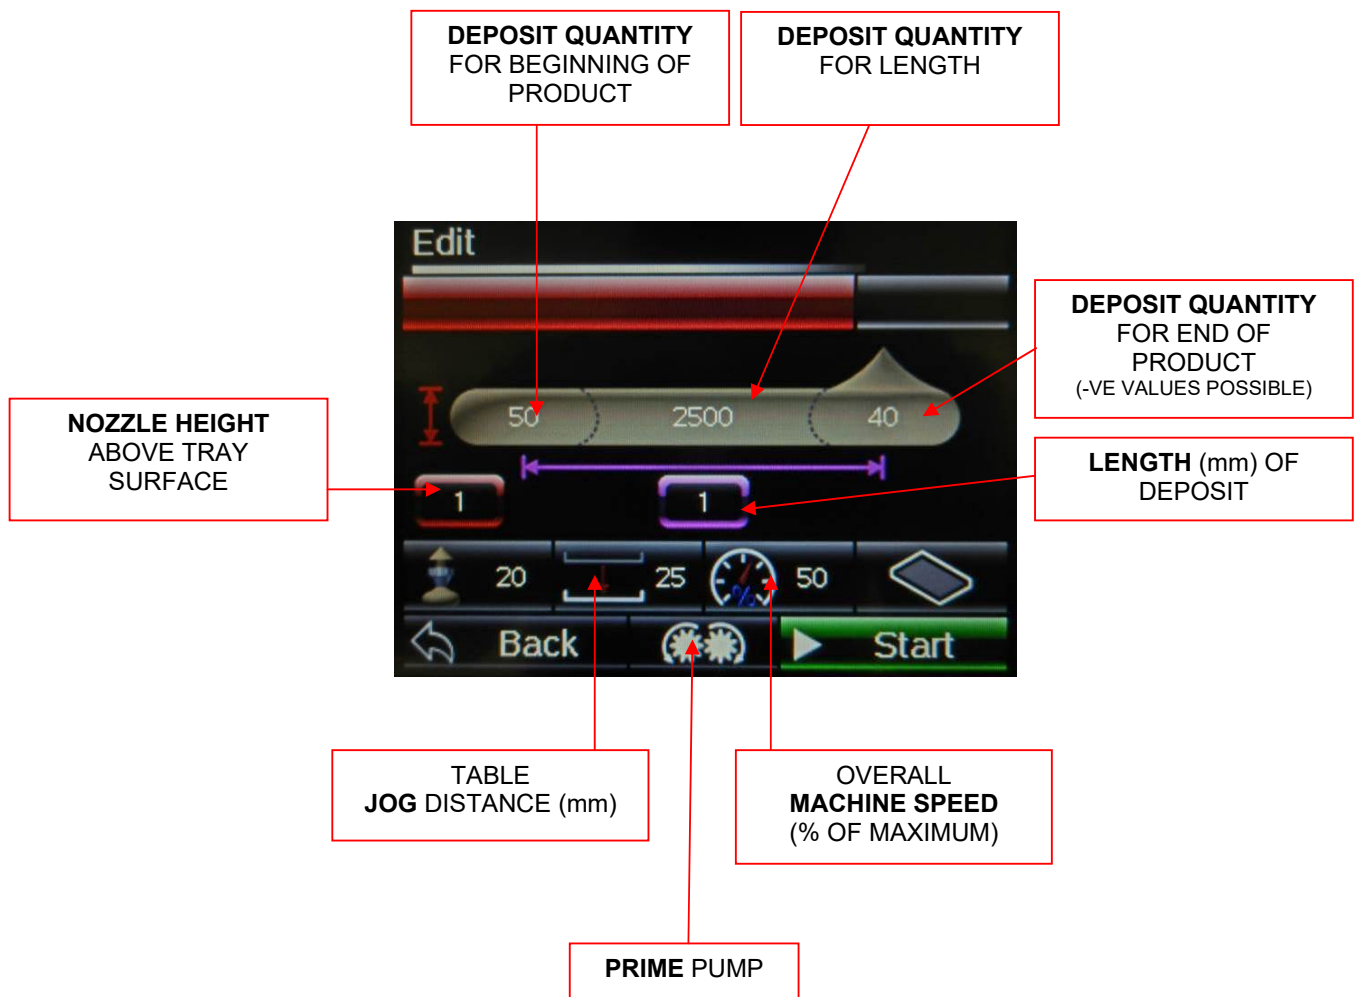 DEPOSIT QUANTITY
FOR BEGINNING OF
PRODUCT
DEPOSIT QUANTITY
FOR LENGTH
Edit
DEPOSIT QUANTITY
FOR END OF
PRODUCT
(-VE VALUES POSSIBLE)
50
2500
40
NOZZLE HEIGHT
ABOVE TRAY
SURFACE
LENGTH (mm) OF
DEPOSIT
1
1
20
25
%
50
Back
Start
TABLE
JOG DISTANCE (mm)
OVERALL
MACHINE SPEED
(% OF MAXIMUM)
PRIME PUMP